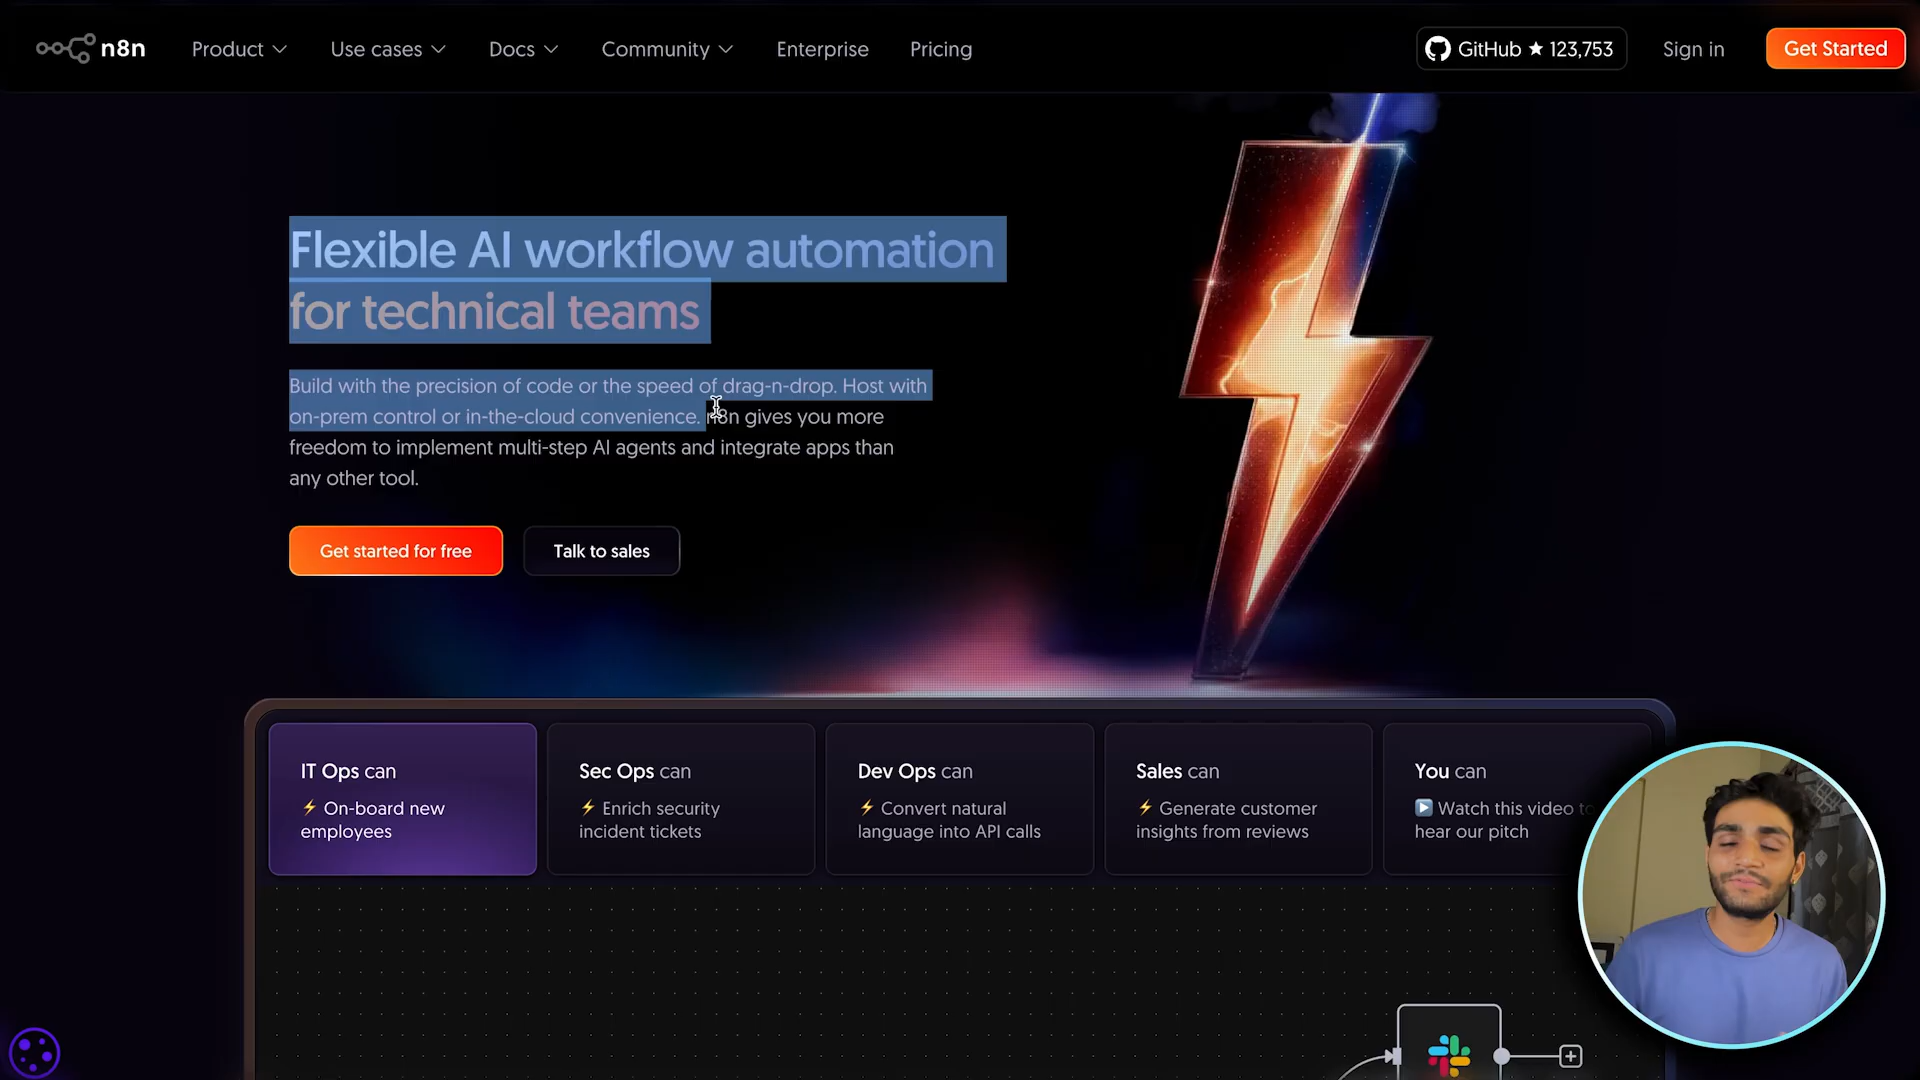 n8n
Product
Use cases
Docs
Community
Enterprise
Pricing
GitHub ★ 123,753
Sign in
Get Started
Flexible AI workflow automation
for technical teams
Build with the precision of code or the speed of drag-n-drop. Host with
on-prem control or in-the-cloud convenience. n8n gives you more
freedom to implement multi-step AI agents and integrate apps than
any other tool.
Get started for free
Talk to sales
IT Ops can
⚡ On-board new
employees
Sec Ops can
⚡ Enrich security
incident tickets
Dev Ops can
⚡ Convert natural
language into API calls
Sales can
⚡ Generate customer
insights from reviews
You can
▶️ Watch this video to
hear our pitch